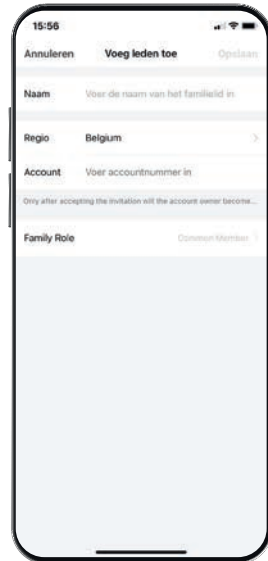 15:56
Annuleren Voeg leden toe Opslaan
Naam Voer de naam van het familielid in
Regio Belgium
Account Voer accountnummer in
Only after accepting the invitation will the account owner become...
Family Role Common Member